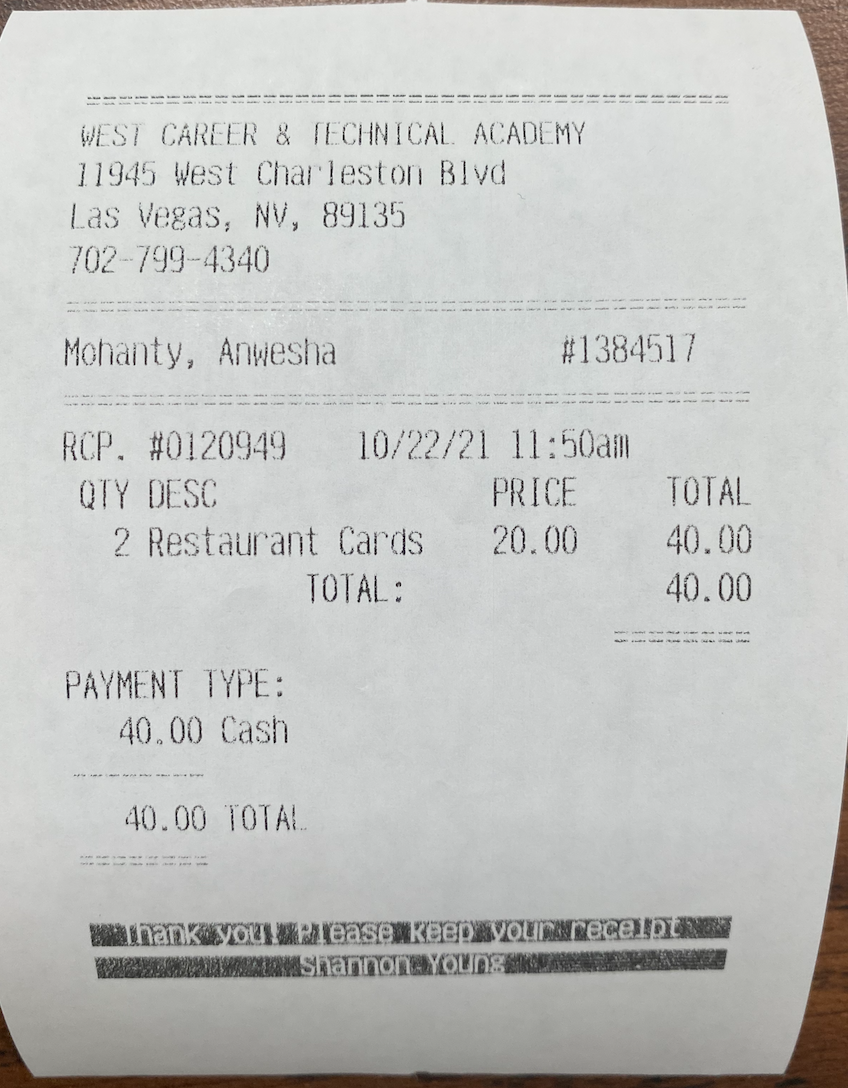 WEST CAREER & TECHNICAL ACADEMY
11945 West Charleston Blvd
Las Vegas, NV, 89135
702-799-4340
Mohanty, Anwesha #1384517
RCP. #0120949 10/22/21 11:50am
QTY DESC PRICE TOTAL
2 Restaurant Cards 20.00 40.00
TOTAL: 40.00
PAYMENT TYPE:
40.00 Cash
40.00 TOTAL
Thank you! Please keep your receipt
Shannon Young